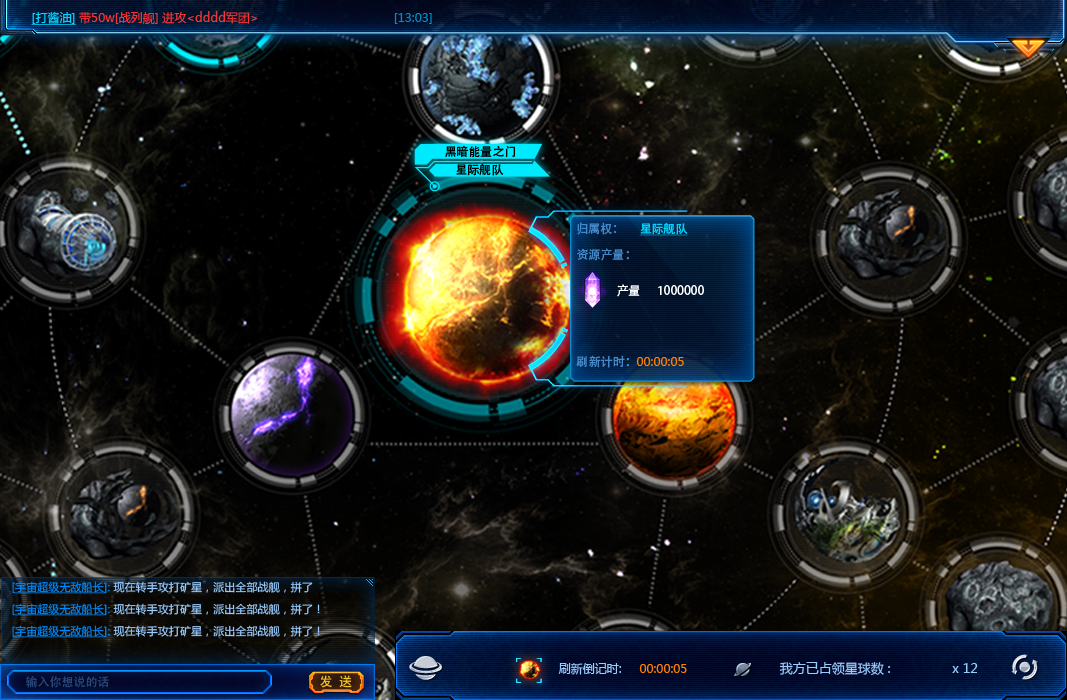 [打酱油] 带50w[战列舰] 进攻<dddd军团> [13:03]
黑暗能量之门
星际舰队
归属权： 星际舰队
资源产量：
产量 1000000
刷新计时： 00:00:05
[宇宙超级无敌船长]: 现在转手攻打矿星，派出全部战舰，拼了
[宇宙超级无敌船长]: 现在转手攻打矿星，派出全部战舰，拼了！
[宇宙超级无敌船长]: 现在转手攻打矿星，派出全部战舰，拼了！
输入你想说的话 发 送
刷新倒记时: 00:00:05 我方已占领星球数： x 12